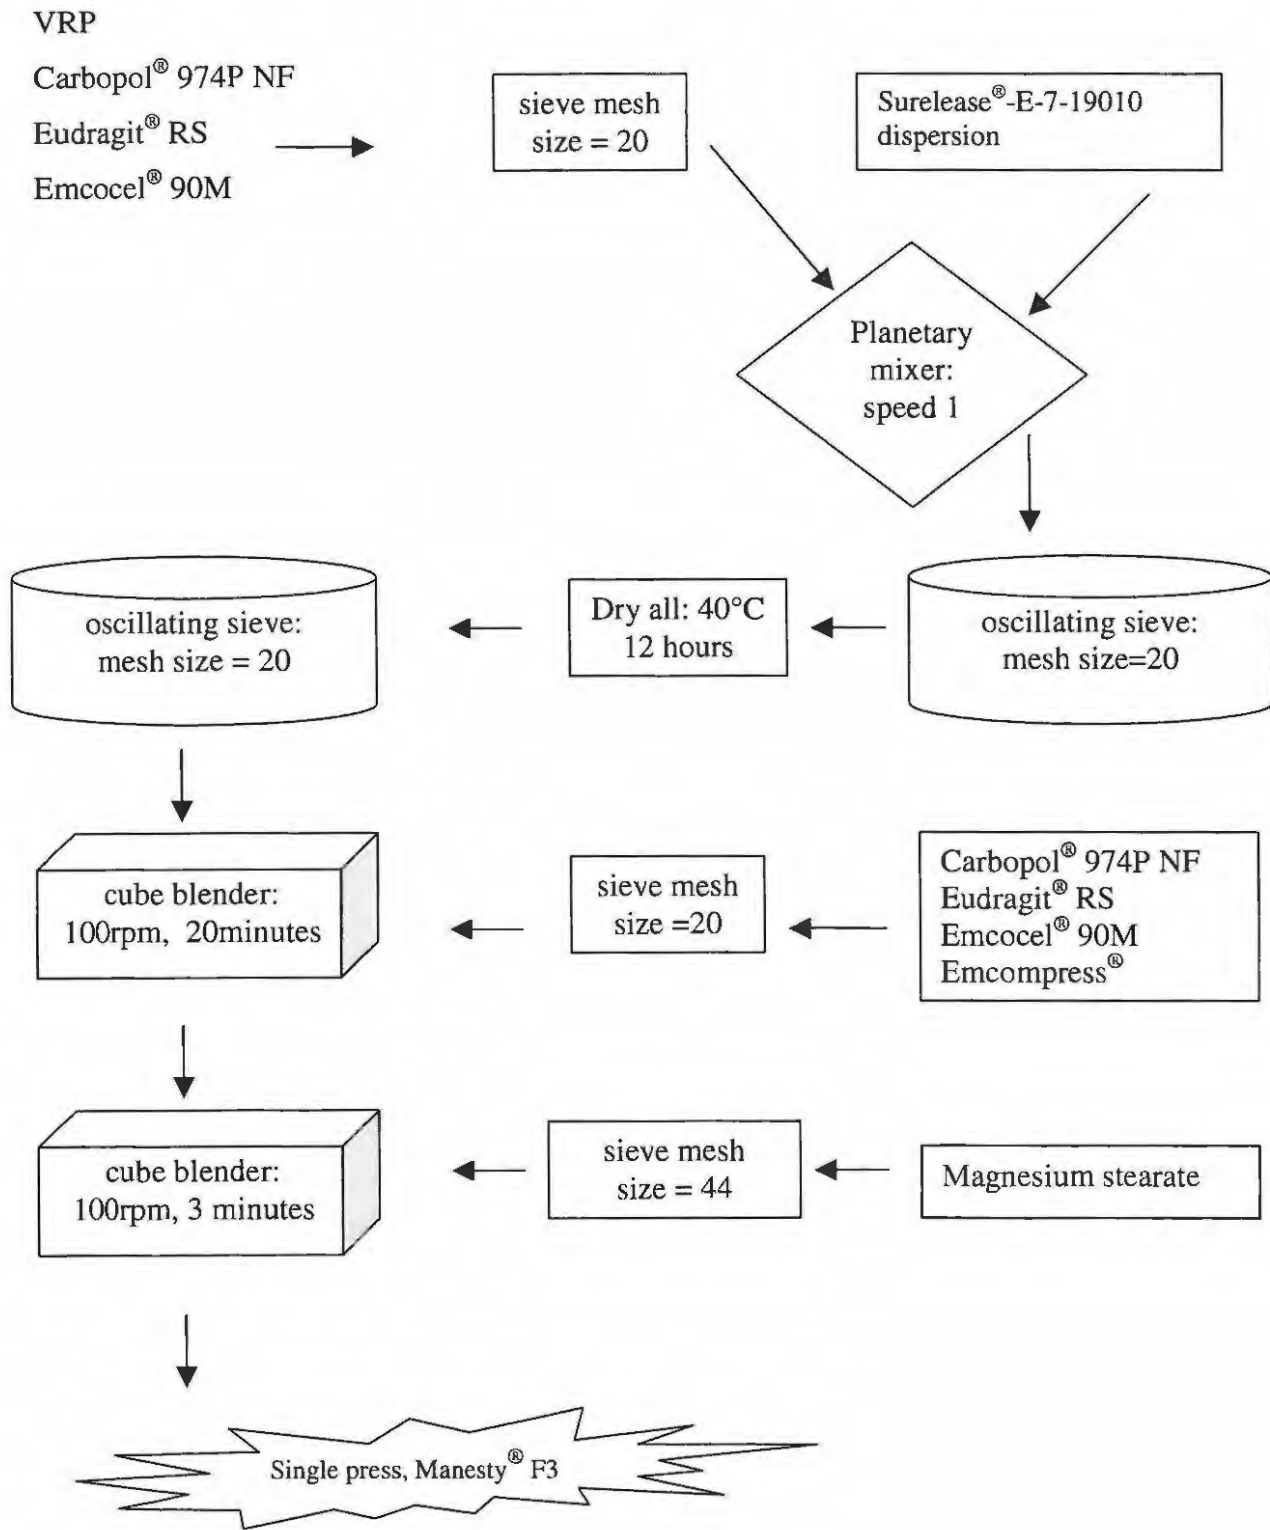 VRP
Carbopol® 974P NF
Eudragit® RS
Emcocel® 90M
sieve mesh
size = 20
Surelease®-E-7-19010
dispersion
Planetary
mixer:
speed 1
oscillating sieve:
mesh size = 20
Dry all: 40°C
12 hours
oscillating sieve:
mesh size=20
cube blender:
100rpm, 20minutes
sieve mesh
size =20
Carbopol® 974P NF
Eudragit® RS
Emcocel® 90M
Emcompress®
cube blender:
100rpm, 3 minutes
sieve mesh
size = 44
Magnesium stearate
Single press, Manesty® F3